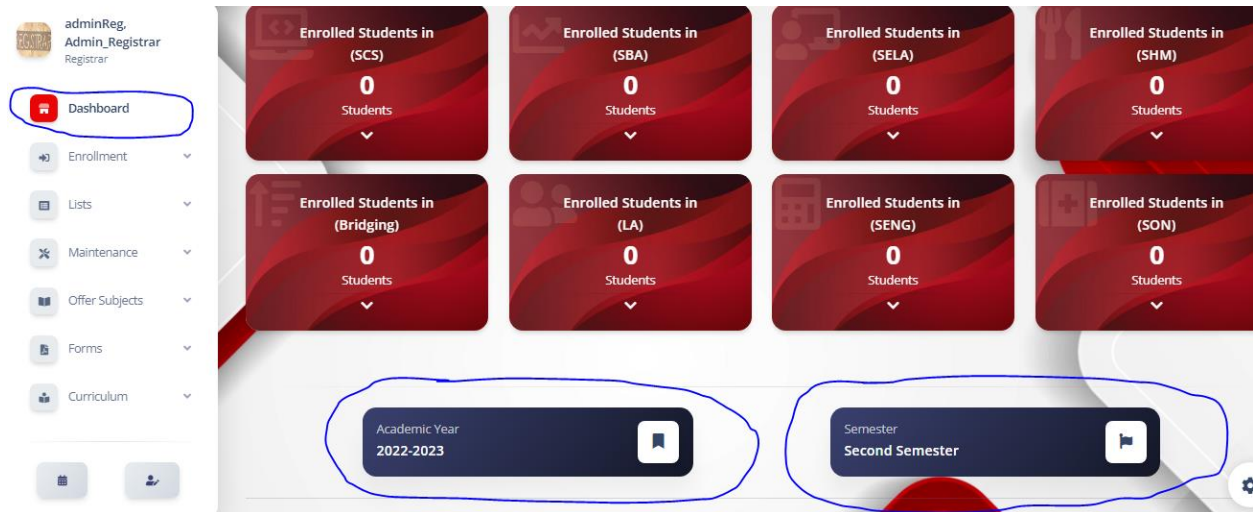 adminReg,
Admin_Registrar
Registrar
Dashboard
Enrollment
Lists
Maintenance
Offer Subjects
Forms
Curriculum
Enrolled Students in
(SCS)
0
Students
Enrolled Students in
(SBA)
0
Students
Enrolled Students in
(SELA)
0
Students
Enrolled Students in
(SHM)
0
Students
Enrolled Students in
(Bridging)
0
Students
Enrolled Students in
(LA)
0
Students
Enrolled Students in
(SENG)
0
Students
Enrolled Students in
(SON)
0
Students
Academic Year
2022-2023
Semester
Second Semester